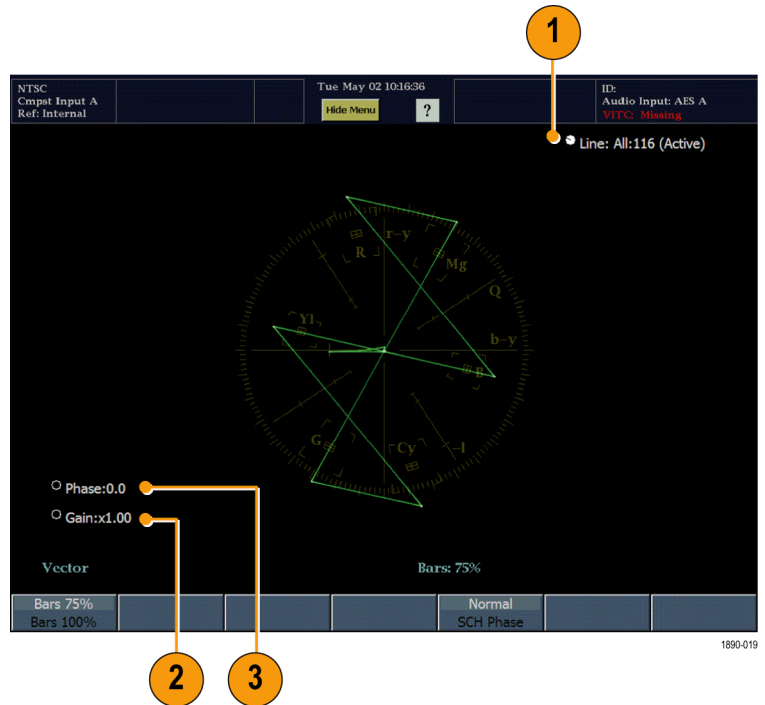 1
NTSC
Cmpst Input A
Ref: Internal
Tue May 02 10:16:36
Hide Menu
?
ID:
Audio Input: AES A
VITC: Missing
Line: All:116 (Active)
r-y
R
Mg
Q
Yl
b-y
B
G
Cy
-I
Phase:0.0
Gain:x1.00
Vector
Bars: 75%
Bars 75%
Bars 100%
Normal
SCH Phase
1890-019
2
3